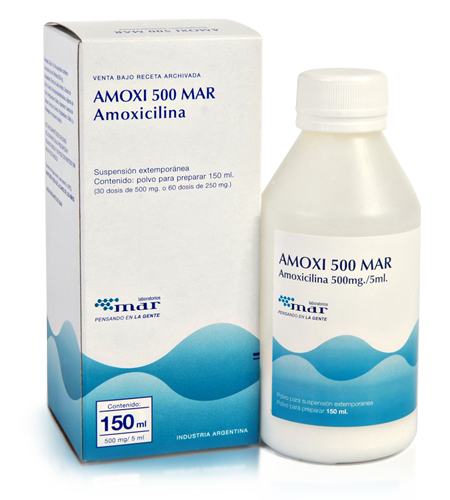 AMOXI 500 MAR
VENTA BAJO RECETA ARCHIVADA
AMOXI 500 MAR
Amoxicilina
Suspensión extemporánea
Contenido: polvo para preparar 150 ml.
(30 dosis de 500 mg. o 60 dosis de 250 mg.)
laboratorios
mar
PENSANDO EN LA GENTE
Contenido:
150 ml
500 mg/ 5 ml
INDUSTRIA ARGENTINA
AMOXI 500 MAR
Amoxicilina 500mg./5ml.
laboratorios
mar
PENSANDO EN LA GENTE
Polvo para suspensión extemporánea
Polvo para preparar 150 ml.